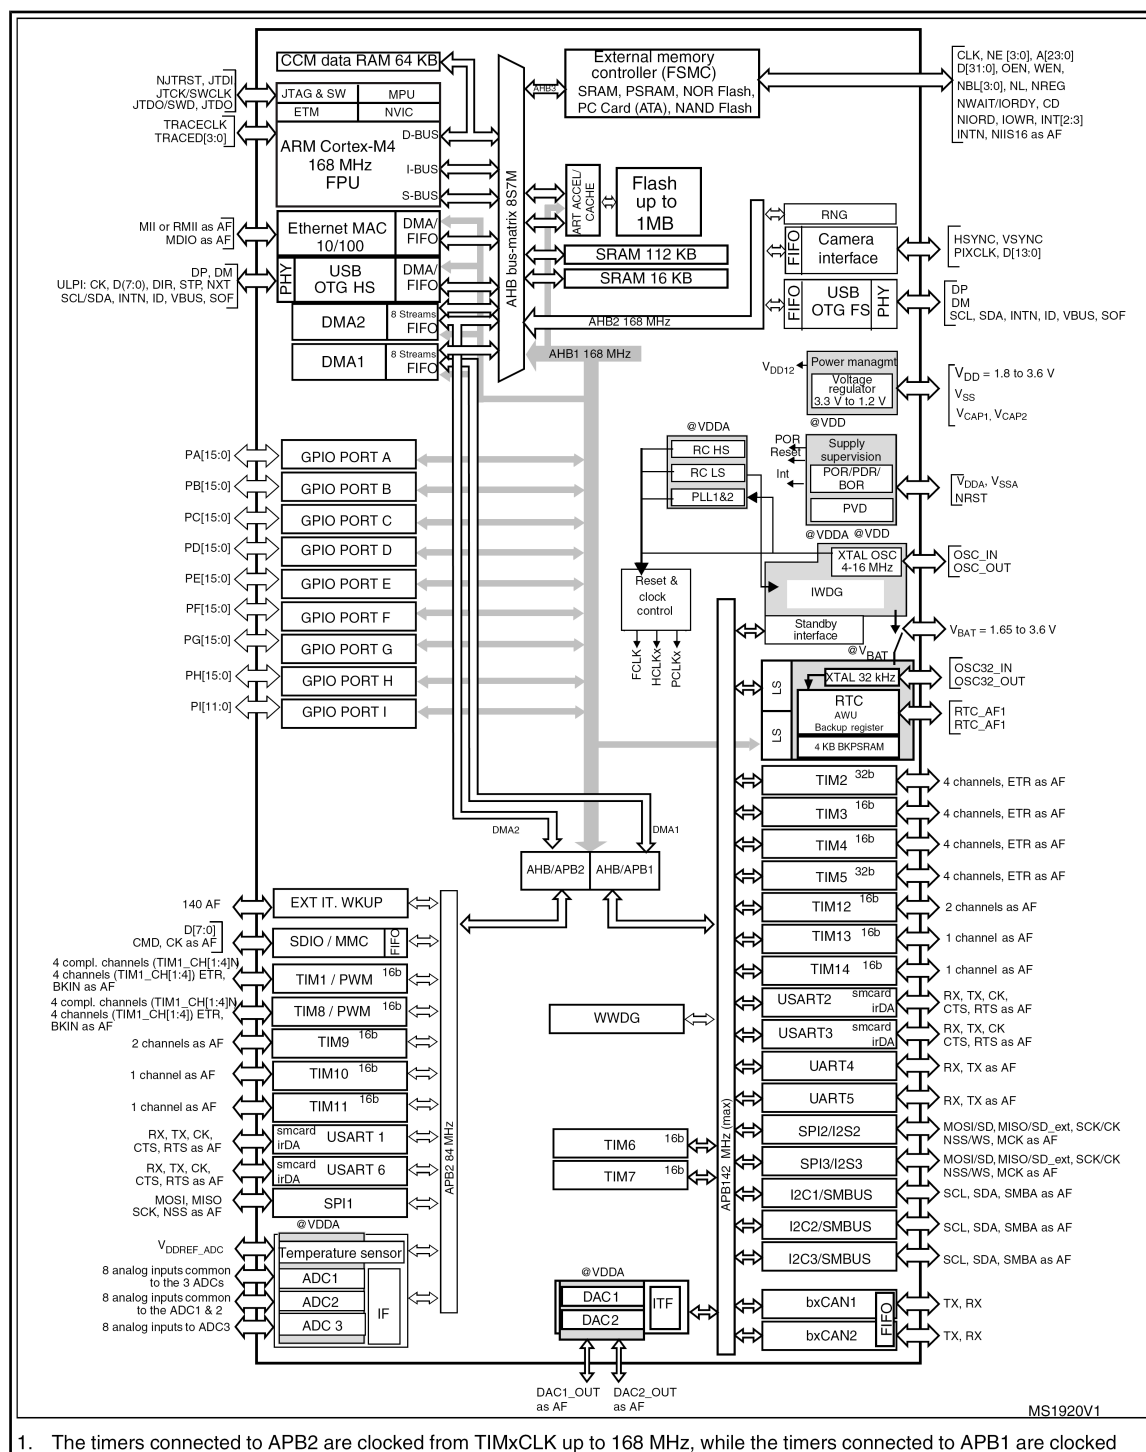 CCM data RAM 64 KB
External memory
controller (FSMC)
SRAM, PSRAM, NOR Flash,
PC Card (ATA), NAND Flash
AHB3
CLK, NE [3:0], A[23:0]
D[31:0], OEN, WEN,
NBL[3:0], NL, NREG
NWAIT/IORDY, CD
NIORD, IOWR, INT[2:3]
INTN, NIIS16 as AF
NJTRST, JTDI
JTCK/SWCLK
JTDO/SWD, JTDO
TRACECLK
TRACED[3:0]
JTAG & SW
MPU
ETM
NVIC
ARM Cortex-M4
168 MHz
FPU
D-BUS
I-BUS
S-BUS
AHB bus-matrix 8S7M
ART ACCEL/
CACHE
Flash
up to
1MB
SRAM 112 KB
SRAM 16 KB
AHB2 168 MHz
AHB1 168 MHz
MII or RMII as AF
MDIO as AF
Ethernet MAC
10/100
DMA/
FIFO
DP, DM
ULPI: CK, D(7:0), DIR, STP, NXT
SCL/SDA, INTN, ID, VBUS, SOF
PHY
USB
OTG HS
DMA/
FIFO
DMA2
8 Streams
FIFO
DMA1
8 Streams
FIFO
RNG
FIFO
Camera
interface
HSYNC, VSYNC
PIXCLK, D[13:0]
FIFO
USB
OTG FS
PHY
DP
DM
SCL, SDA, INTN, ID, VBUS, SOF
VDD12
Power managmt
Voltage
regulator
3.3 V to 1.2 V
@VDD
VDD = 1.8 to 3.6 V
VSS
VCAP1, VCAP2
@VDDA
RC HS
RC LS
PLL1&2
POR
Reset
Int
Supply
supervision
POR/PDR/
BOR
PVD
@VDDA @VDD
VDDA, VSSA
NRST
XTAL OSC
4-16 MHz
IWDG
OSC_IN
OSC_OUT
Standby
interface
@VBAT
VBAT = 1.65 to 3.6 V
Reset &
clock
control
FCLK
HCLKx
PCLKx
LS
LS
XTAL 32 kHz
RTC
AWU
Backup register
4 KB BKPSRAM
OSC32_IN
OSC32_OUT
RTC_AF1
RTC_AF1
PA[15:0]
GPIO PORT A
PB[15:0]
GPIO PORT B
PC[15:0]
GPIO PORT C
PD[15:0]
GPIO PORT D
PE[15:0]
GPIO PORT E
PF[15:0]
GPIO PORT F
PG[15:0]
GPIO PORT G
PH[15:0]
GPIO PORT H
PI[11:0]
GPIO PORT I
DMA2
DMA1
AHB/APB2
AHB/APB1
TIM2 32b
4 channels, ETR as AF
TIM3 16b
4 channels, ETR as AF
TIM4 16b
4 channels, ETR as AF
TIM5 32b
4 channels, ETR as AF
TIM12 16b
2 channels as AF
TIM13 16b
1 channel as AF
TIM14 16b
1 channel as AF
USART2 smcard
irDA
RX, TX, CK,
CTS, RTS as AF
USART3 smcard
irDA
RX, TX, CK
CTS, RTS as AF
UART4
RX, TX as AF
UART5
RX, TX as AF
SPI2/I2S2
MOSI/SD, MISO/SD_ext, SCK/CK
NSS/WS, MCK as AF
SPI3/I2S3
MOSI/SD, MISO/SD_ext, SCK/CK
NSS/WS, MCK as AF
I2C1/SMBUS
SCL, SDA, SMBA as AF
I2C2/SMBUS
SCL, SDA, SMBA as AF
I2C3/SMBUS
SCL, SDA, SMBA as AF
bxCAN1
TX, RX
bxCAN2
TX, RX
FIFO
APB142 MHz (max)
WWDG
TIM6 16b
TIM7 16b
@VDDA
DAC1
DAC2
ITF
DAC1_OUT
as AF
DAC2_OUT
as AF
140 AF
EXT IT. WKUP
D[7:0]
CMD, CK as AF
SDIO / MMC
FIFO
4 compl. channels (TIM1_CH[1:4]N
4 channels (TIM1_CH[1:4]) ETR,
BKIN as AF
TIM1 / PWM 16b
4 compl. channels (TIM1_CH[1:4]N
4 channels (TIM1_CH[1:4]) ETR,
BKIN as AF
TIM8 / PWM 16b
2 channels as AF
TIM9 16b
1 channel as AF
TIM10 16b
1 channel as AF
TIM11 16b
RX, TX, CK,
CTS, RTS as AF
smcard
irDA
USART 1
RX, TX, CK,
CTS, RTS as AF
smcard
irDA
USART 6
MOSI, MISO
SCK, NSS as AF
SPI1
APB2 84 MHz
@VDDA
VDDREF_ADC
Temperature sensor
8 analog inputs common
to the 3 ADCs
ADC1
8 analog inputs common
to the ADC1 & 2
ADC2
8 analog inputs to ADC3
ADC 3
IF
MS1920V1
1. The timers connected to APB2 are clocked from TIMxCLK up to 168 MHz, while the timers connected to APB1 are clocked